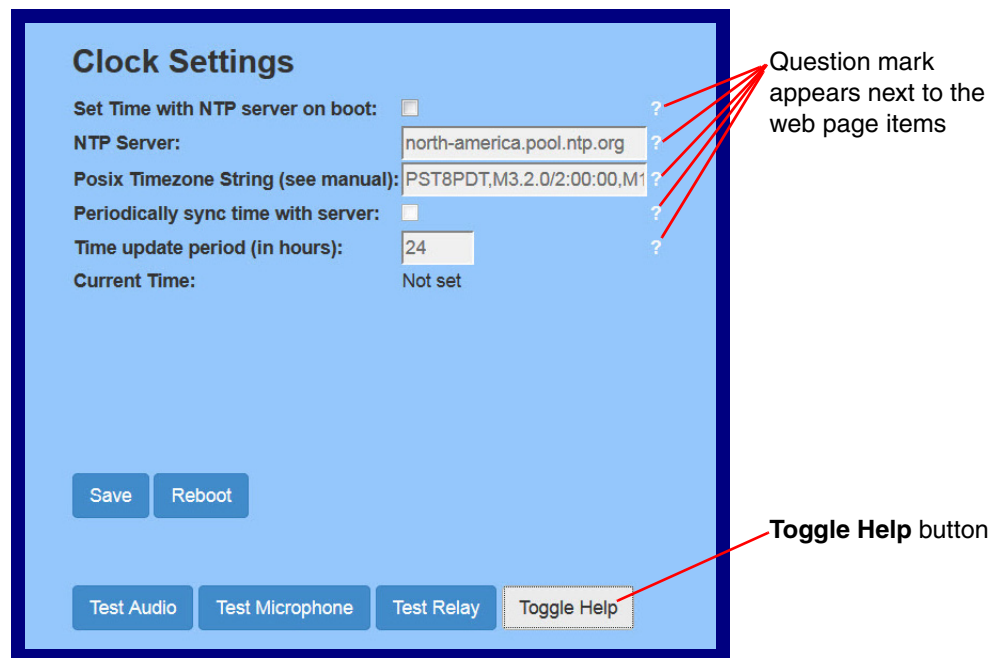 Clock Settings
Set Time with NTP server on boot: ?
NTP Server: north-america.pool.ntp.org ?
Posix Timezone String (see manual): PST8PDT,M3.2.0/2:00:00,M1 ?
Periodically sync time with server: ?
Time update period (in hours): 24 ?
Current Time: Not set
Question mark
appears next to the
web page items
Save Reboot
Toggle Help button
Test Audio Test Microphone Test Relay Toggle Help